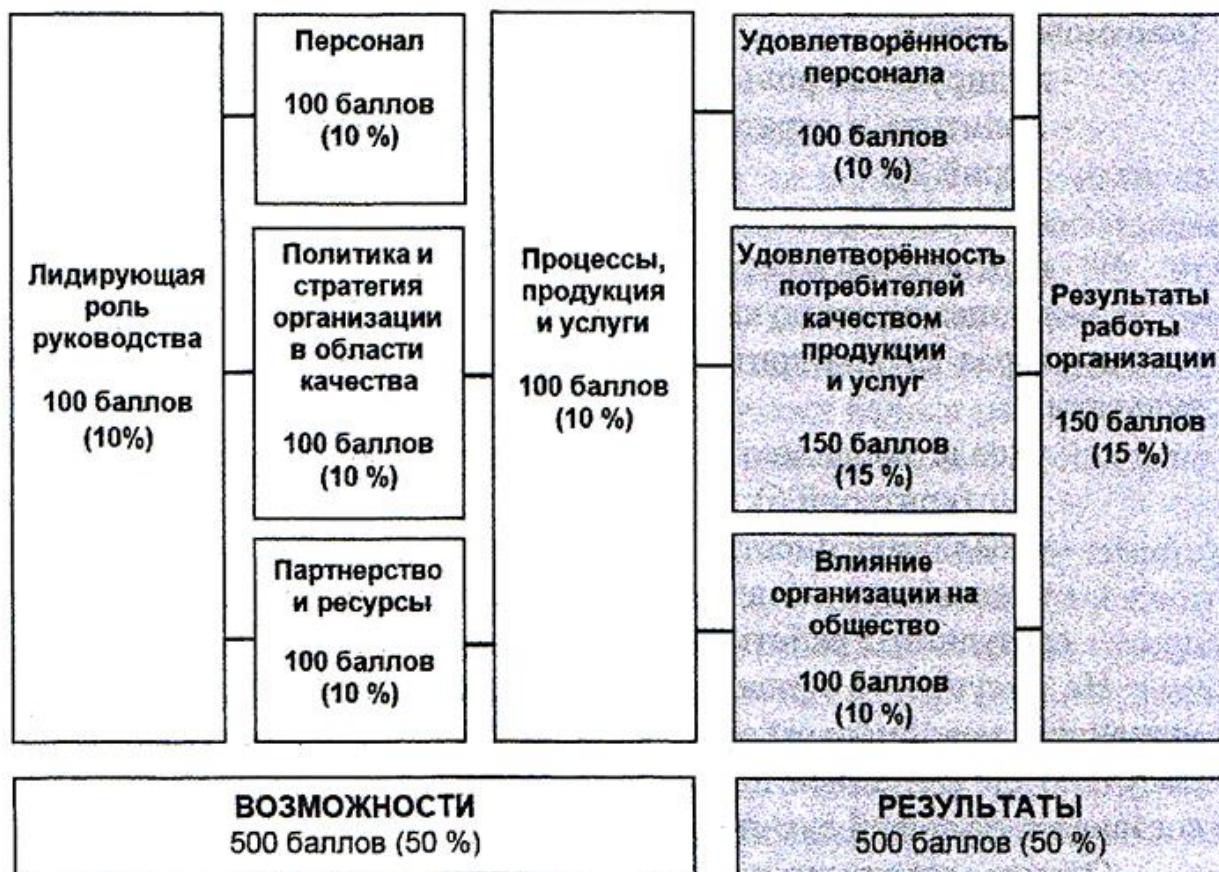 Лидирующая
роль
руководства
100 баллов
(10%)
Персонал
100 баллов
(10 %)
Политика и
стратегия
организации
в области
качества
100 баллов
(10 %)
Партнерство
и ресурсы
100 баллов
(10 %)
Процессы,
продукция
и услуги
100 баллов
(10 %)
Удовлетворённость
персонала
100 баллов
(10 %)
Удовлетворённость
потребителей
качеством
продукции
и услуг
150 баллов
(15 %)
Влияние
организации на
общество
100 баллов
(10 %)
Результаты
работы
организации
150 баллов
(15 %)
ВОЗМОЖНОСТИ
500 баллов (50 %)
РЕЗУЛЬТАТЫ
500 баллов (50 %)